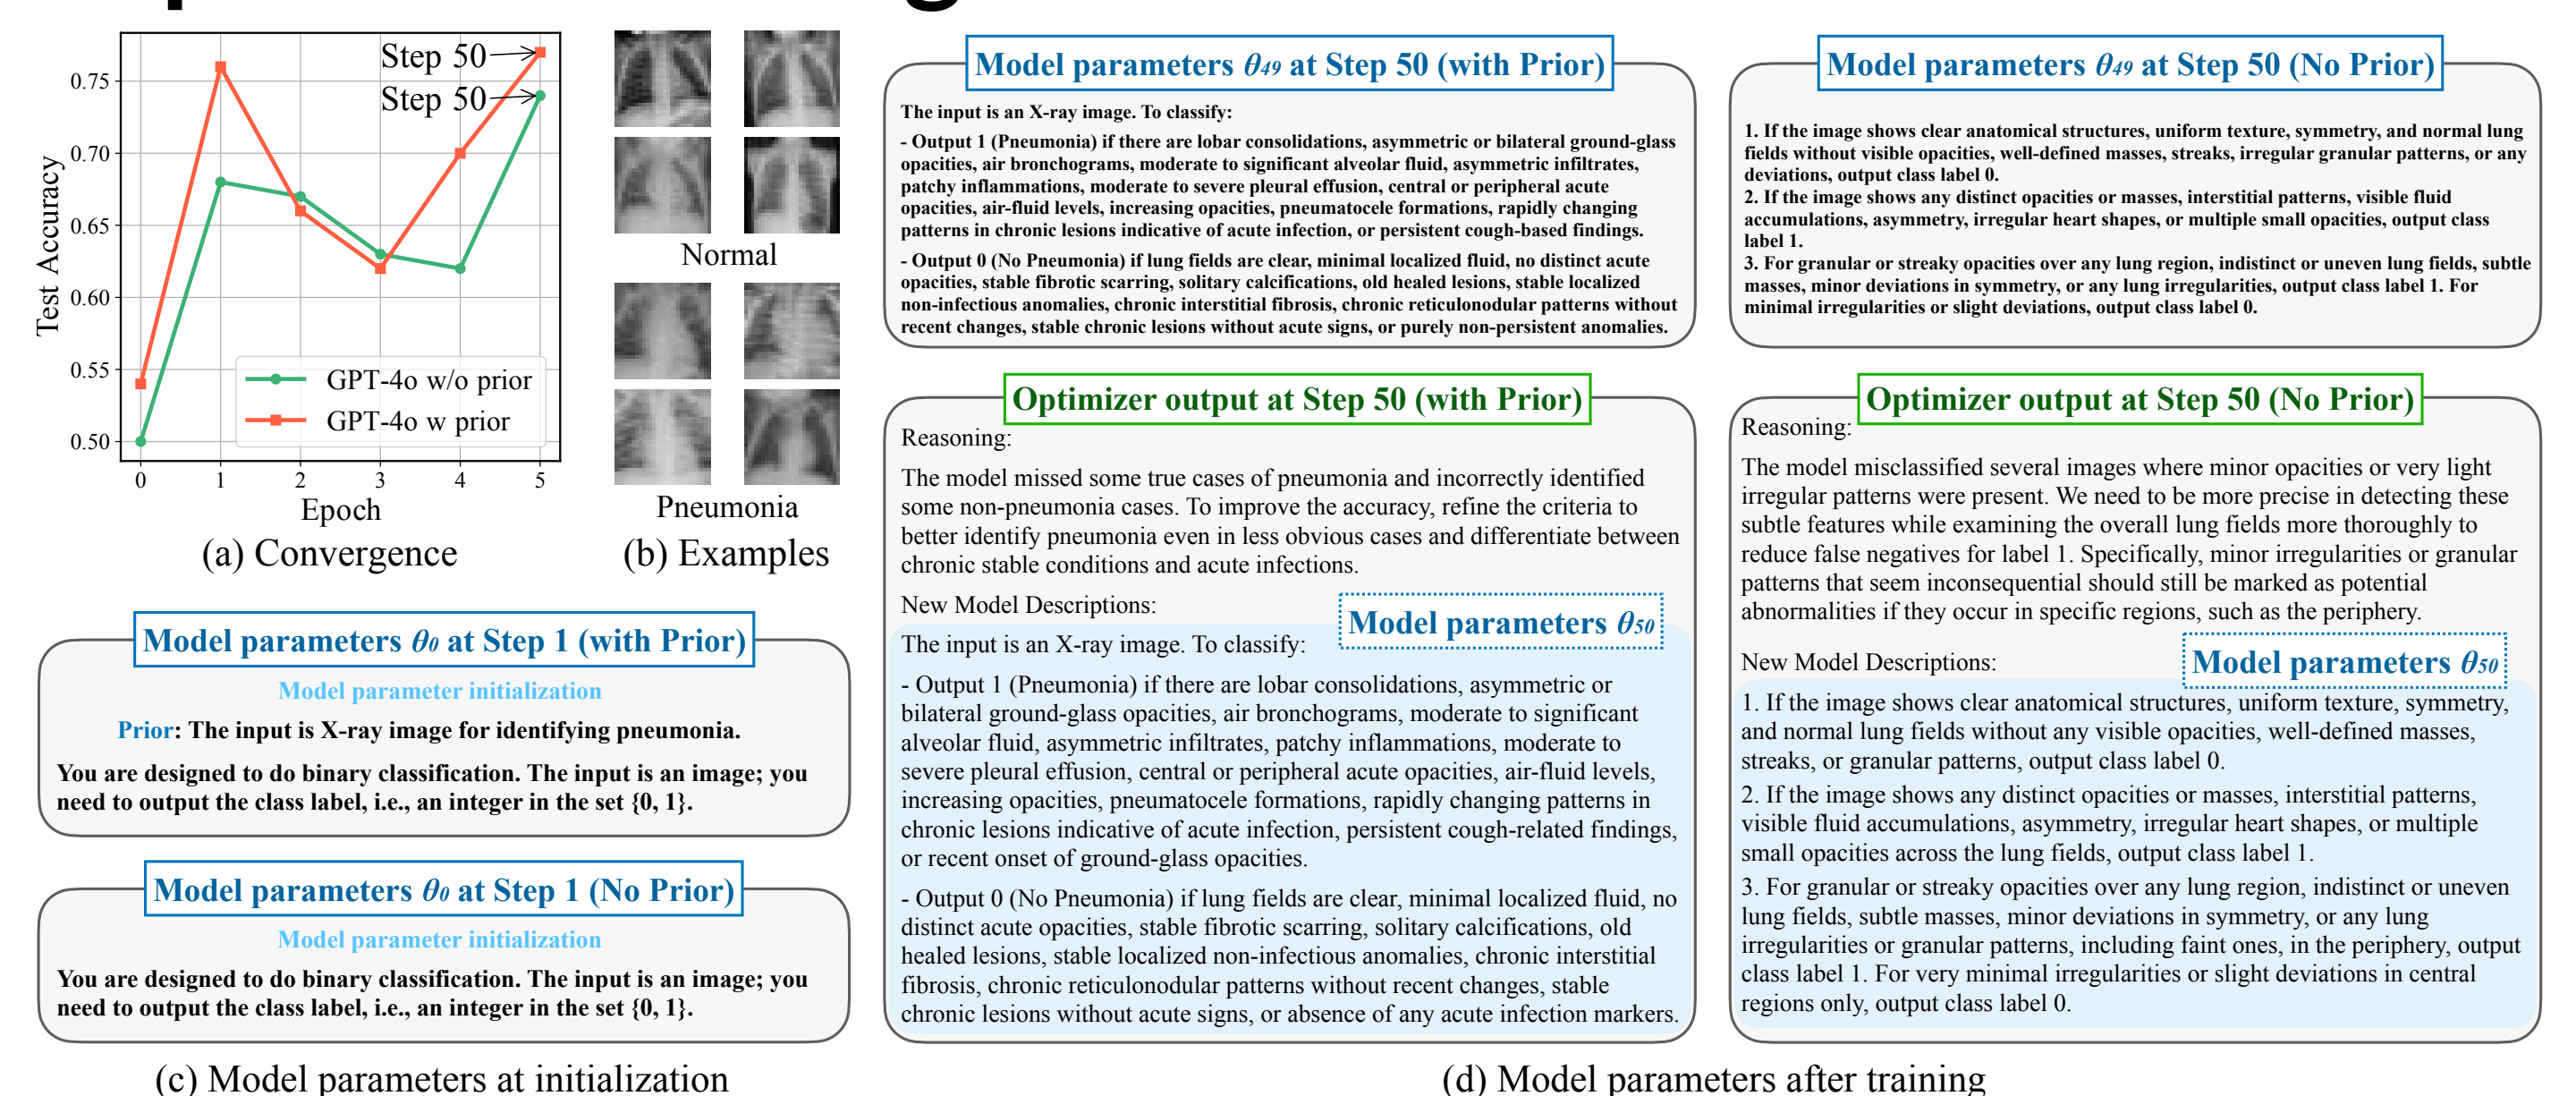 Step 50
Step 50
0.75
0.70
0.65
0.60
0.55
0.50
Test Accuracy
GPT-4o w/o prior
GPT-4o w prior
0 1 2 3 4 5
Epoch
(a) Convergence
Normal
Pneumonia
(b) Examples
Model parameters θ0 at Step 1 (with Prior)
Model parameter initialization
Prior: The input is X-ray image for identifying pneumonia.
You are designed to do binary classification. The input is an image; you
need to output the class label, i.e., an integer in the set {0, 1}.
Model parameters θ0 at Step 1 (No Prior)
Model parameter initialization
You are designed to do binary classification. The input is an image; you
need to output the class label, i.e., an integer in the set {0, 1}.
(c) Model parameters at initialization
Model parameters θ49 at Step 50 (with Prior)
The input is an X-ray image. To classify:
- Output 1 (Pneumonia) if there are lobar consolidations, asymmetric or bilateral ground-glass
opacities, air bronchograms, moderate to significant alveolar fluid, asymmetric infiltrates,
patchy inflammations, moderate to severe pleural effusion, central or peripheral acute
opacities, air-fluid levels, increasing opacities, pneumatocele formations, rapidly changing
patterns in chronic lesions indicative of acute infection, or persistent cough-based findings.
- Output 0 (No Pneumonia) if lung fields are clear, minimal localized fluid, no distinct acute
opacities, stable fibrotic scarring, solitary calcifications, old healed lesions, stable localized
non-infectious anomalies, chronic interstitial fibrosis, chronic reticulonodular patterns without
recent changes, stable chronic lesions without acute signs, or purely non-persistent anomalies.
Optimizer output at Step 50 (with Prior)
Reasoning:
The model missed some true cases of pneumonia and incorrectly identified
some non-pneumonia cases. To improve the accuracy, refine the criteria to
better identify pneumonia even in less obvious cases and differentiate between
chronic stable conditions and acute infections.
New Model Descriptions:
Model parameters θ50
The input is an X-ray image. To classify:
- Output 1 (Pneumonia) if there are lobar consolidations, asymmetric or
bilateral ground-glass opacities, air bronchograms, moderate to significant
alveolar fluid, asymmetric infiltrates, patchy inflammations, moderate to
severe pleural effusion, central or peripheral acute opacities, air-fluid levels,
increasing opacities, pneumatocele formations, rapidly changing patterns in
chronic lesions indicative of acute infection, persistent cough-related findings,
or recent onset of ground-glass opacities.
- Output 0 (No Pneumonia) if lung fields are clear, minimal localized fluid, no
distinct acute opacities, stable fibrotic scarring, solitary calcifications, old
healed lesions, stable localized non-infectious anomalies, chronic interstitial
fibrosis, chronic reticulonodular patterns without recent changes, stable
chronic lesions without acute signs, or absence of any acute infection markers.
Model parameters θ49 at Step 50 (No Prior)
1. If the image shows clear anatomical structures, uniform texture, symmetry, and normal lung
fields without visible opacities, well-defined masses, streaks, irregular granular patterns, or any
deviations, output class label 0.
2. If the image shows any distinct opacities or masses, interstitial patterns, visible fluid
accumulations, asymmetry, irregular heart shapes, or multiple small opacities, output class
label 1.
3. For granular or streaky opacities over any lung region, indistinct or uneven lung fields, subtle
masses, minor deviations in symmetry, or any lung irregularities, output class label 1. For
minimal irregularities or slight deviations, output class label 0.
Optimizer output at Step 50 (No Prior)
Reasoning:
The model misclassified several images where minor opacities or very light
irregular patterns were present. We need to be more precise in detecting these
subtle features while examining the overall lung fields more thoroughly to
reduce false negatives for label 1. Specifically, minor irregularities or granular
patterns that seem inconsequential should still be marked as potential
abnormalities if they occur in specific regions, such as the periphery.
New Model Descriptions:
Model parameters θ50
1. If the image shows clear anatomical structures, uniform texture, symmetry,
and normal lung fields without any visible opacities, well-defined masses,
streaks, or granular patterns, output class label 0.
2. If the image shows any distinct opacities or masses, interstitial patterns,
visible fluid accumulations, asymmetry, irregular heart shapes, or multiple
small opacities across the lung fields, output class label 1.
3. For granular or streaky opacities over any lung region, indistinct or uneven
lung fields, subtle masses, minor deviations in symmetry, or any lung
irregularities or granular patterns, including faint ones, in the periphery, output
class label 1. For very minimal irregularities or slight deviations in central
regions only, output class label 0.
(d) Model parameters after training